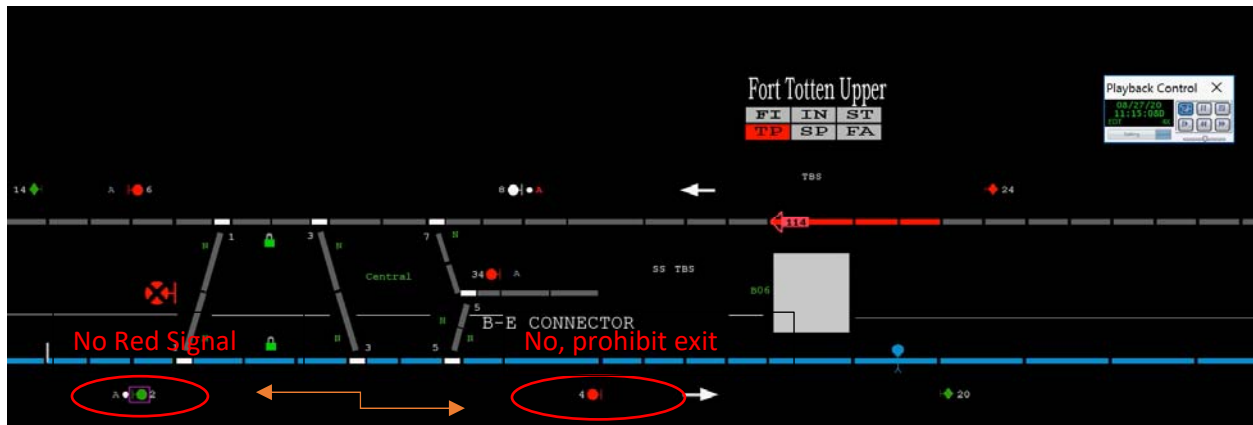 Fort Totten Upper
FI IN ST
TP SP FA
Playback Control X
08/27/20
11:15:08D
EDT 4X
14 A 6 8 A TBS 24
114
N 1 3 N 7 N
Central 34 A SS TBS
B06
N 5
B-E CONNECTOR
No Red Signal No, prohibit exit
N N 3 5 N
A 2 4 20